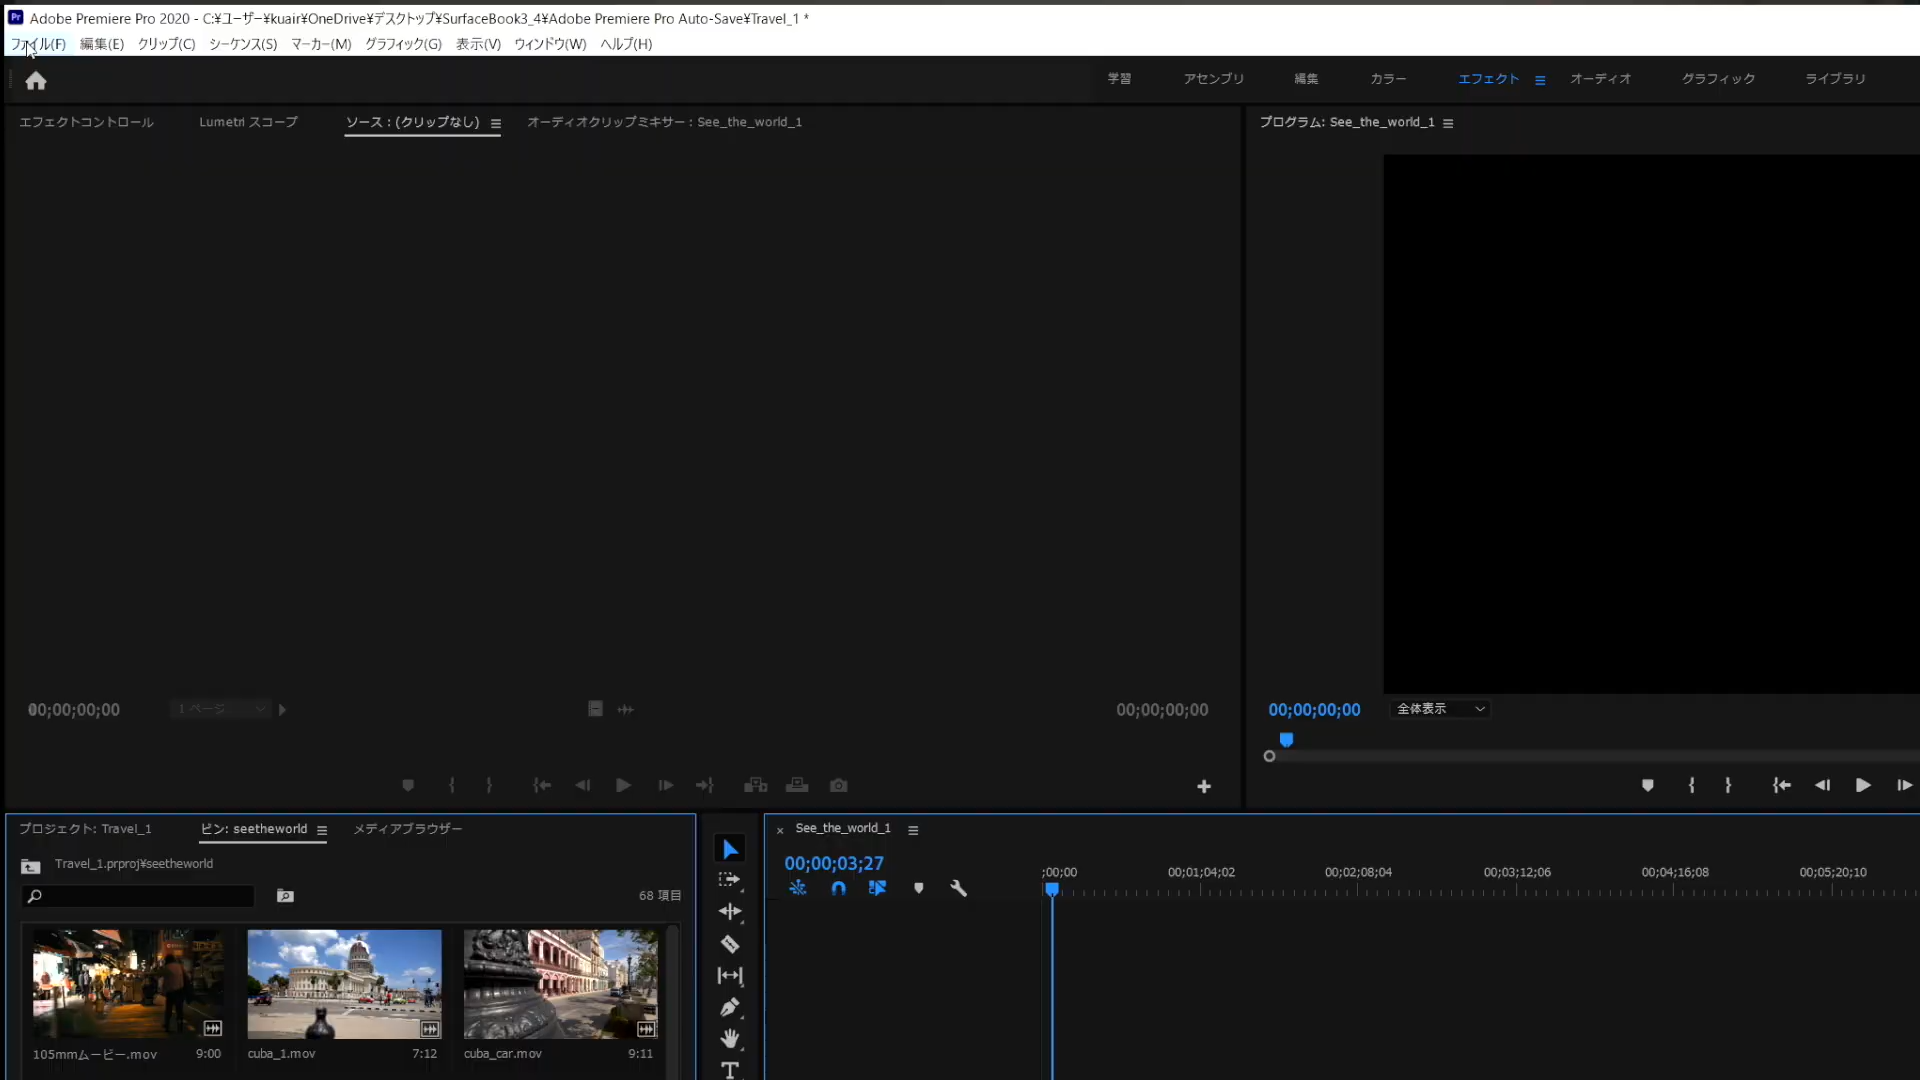 Adobe Premiere Pro 2020 - C:¥ユーザー¥kuair¥OneDrive¥デスクトップ¥SurfaceBook3_4¥Adobe Premiere Pro Auto-Save¥Travel_1 *
ファイル(F) 編集(E) クリップ(C) シーケンス(S) マーカー(M) グラフィック(G) 表示(V) ウィンドウ(W) ヘルプ(H)
学習 アセンブリ 編集 カラー エフェクト オーディオ グラフィック ライブラリ
エフェクトコントロール Lumetri スコープ ソース : (クリップなし) オーディオクリップミキサー : See_the_world_1
プログラム: See_the_world_1
00;00;00;00 1 ページ 00;00;00;00
00;00;00;00 全体表示
プロジェクト: Travel_1 ビン: seetheworld メディアブラウザー
Travel_1.prproj¥seetheworld
68 項目
105mmムービー.mov 9:00
cuba_1.mov 7:12
cuba_car.mov 9:11
× See_the_world_1
00;00;03;27
;00;00 00;01;04;02 00;02;08;04 00;03;12;06 00;04;16;08 00;05;20;10